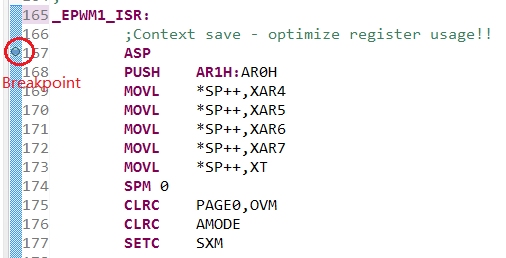 165 _EPWM1_ISR:
166 ;Context save - optimize register usage!!
167 ASP
Breakpoint
168 PUSH AR1H:AR0H
169 MOVL *SP++,XAR4
170 MOVL *SP++,XAR5
171 MOVL *SP++,XAR6
172 MOVL *SP++,XAR7
173 MOVL *SP++,XT
174 SPM 0
175 CLRC PAGE0,OVM
176 CLRC AMODE
177 SETC SXM